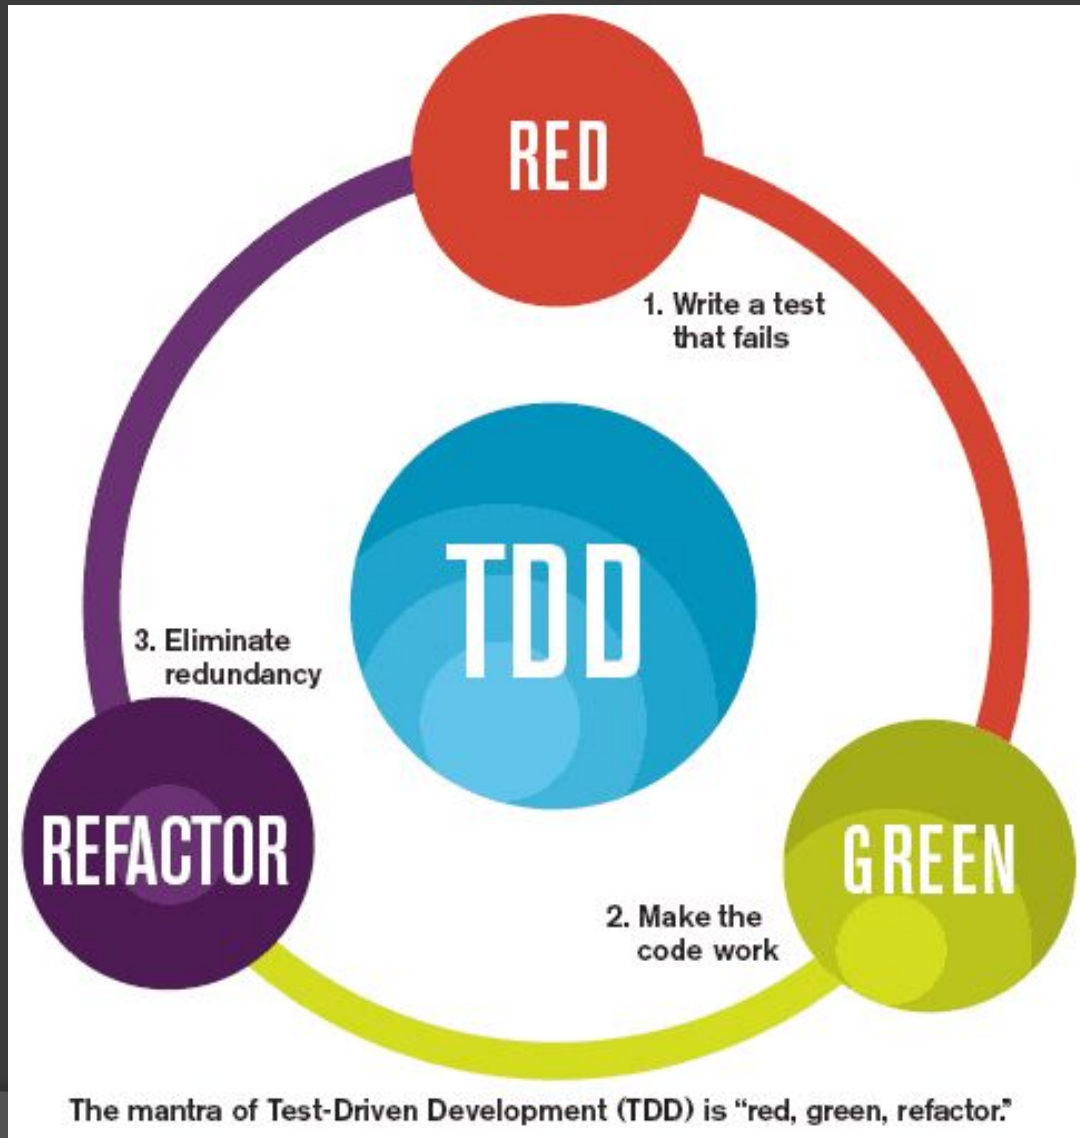 RED
1. Write a test
that fails
TDD
3. Eliminate
redundancy
REFACTOR
GREEN
2. Make the
code work
The mantra of Test-Driven Development (TDD) is “red, green, refactor.”